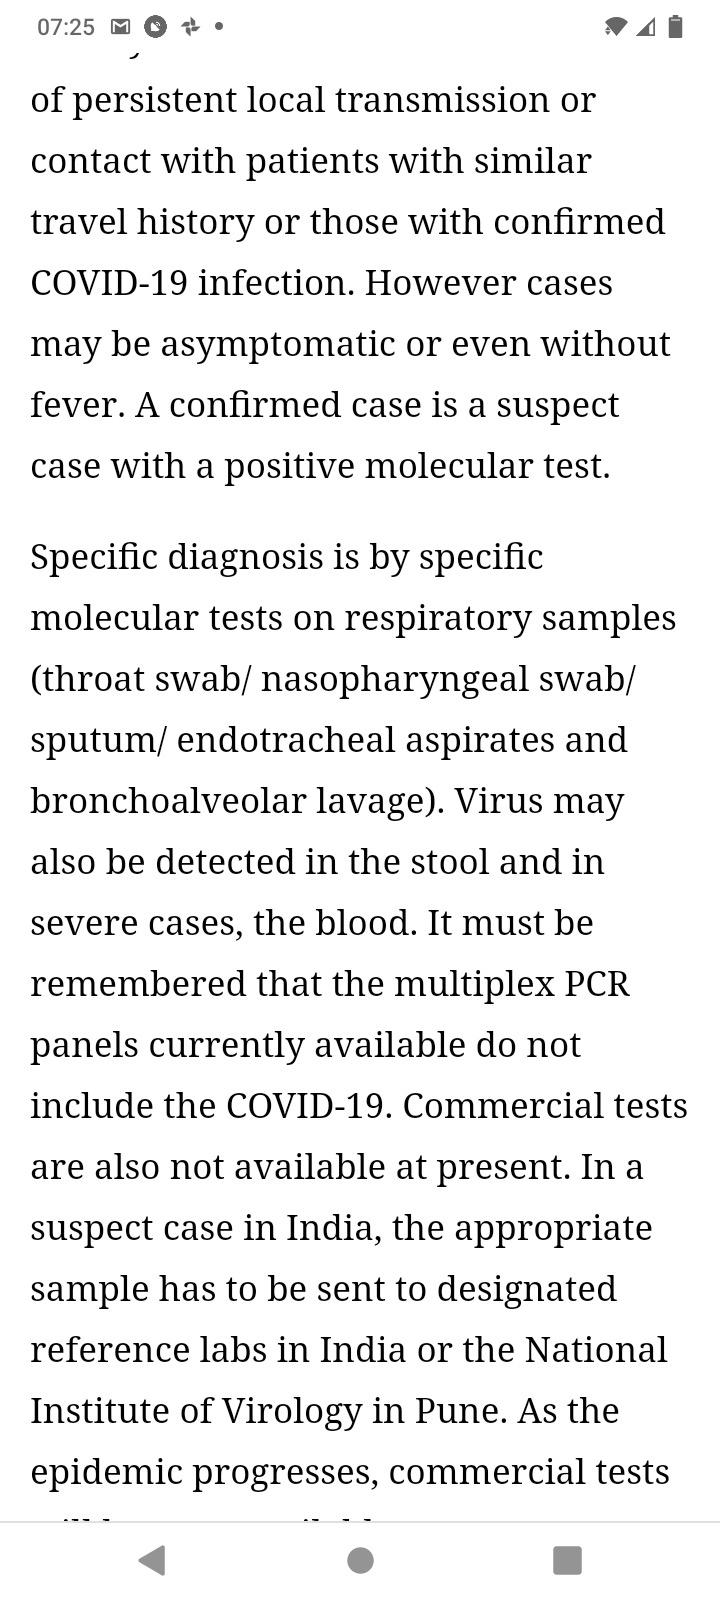 07:25
of persistent local transmission or
contact with patients with similar
travel history or those with confirmed
COVID-19 infection. However cases
may be asymptomatic or even without
fever. A confirmed case is a suspect
case with a positive molecular test.
Specific diagnosis is by specific
molecular tests on respiratory samples
(throat swab/ nasopharyngeal swab/
sputum/ endotracheal aspirates and
bronchoalveolar lavage). Virus may
also be detected in the stool and in
severe cases, the blood. It must be
remembered that the multiplex PCR
panels currently available do not
include the COVID-19. Commercial tests
are also not available at present. In a
suspect case in India, the appropriate
sample has to be sent to designated
reference labs in India or the National
Institute of Virology in Pune. As the
epidemic progresses, commercial tests